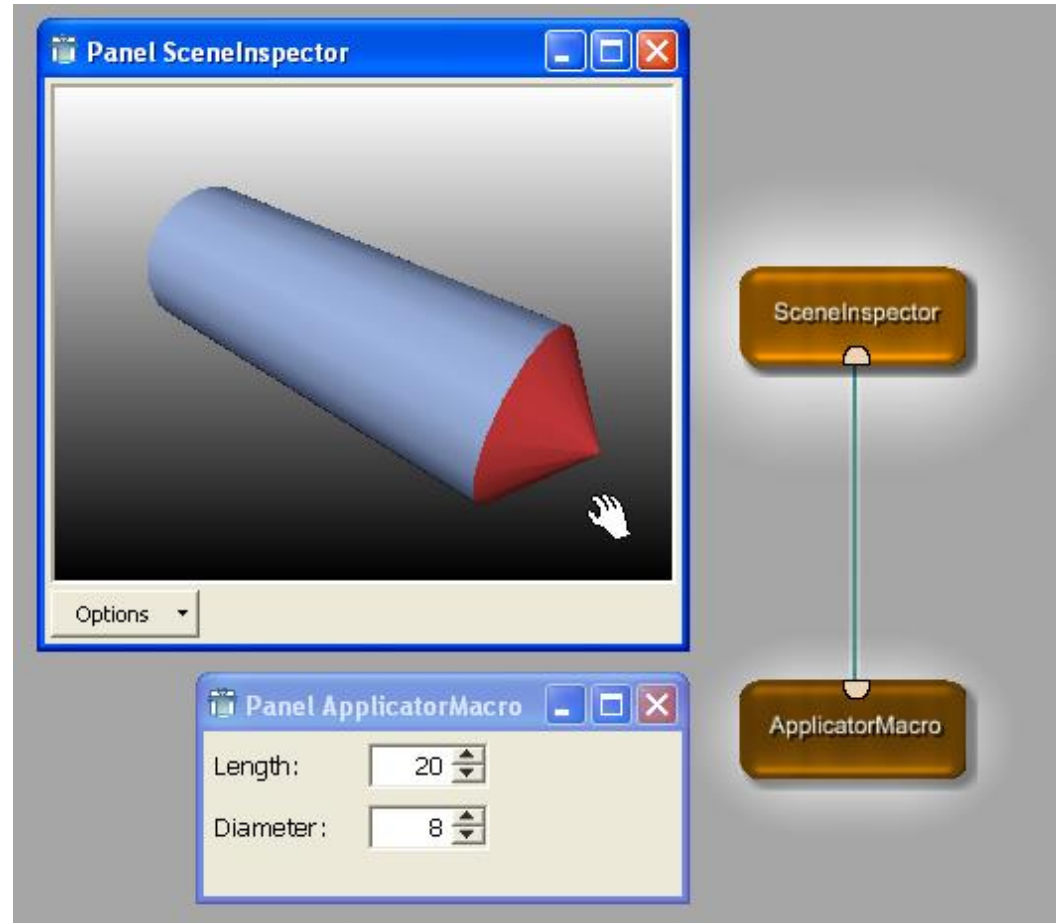 Panel SceneInspector
SceneInspector
Options
Panel ApplicatorMacro
ApplicatorMacro
Length: 20
Diameter: 8